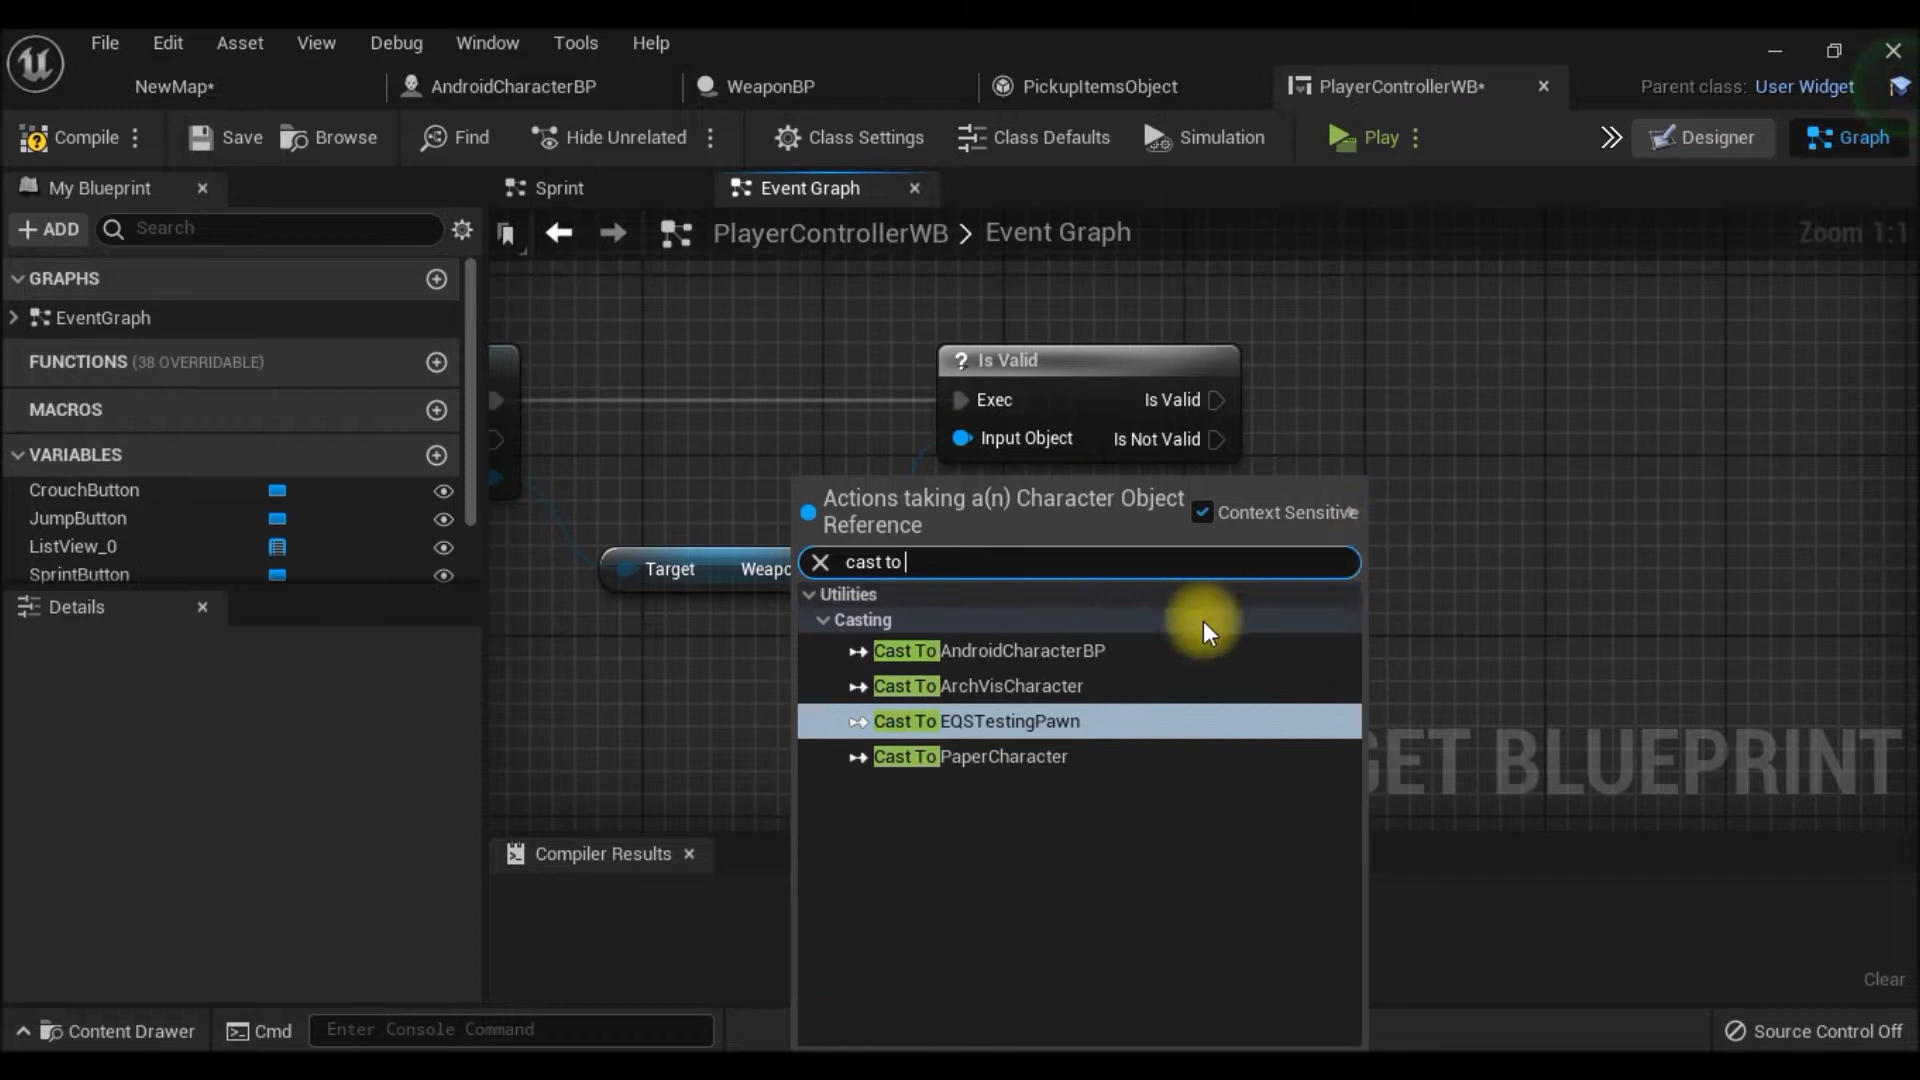 File Edit Asset View Debug Window Tools Help
NewMap* AndroidCharacterBP WeaponBP PickupItemsObject PlayerControllerWB* Parent class: User Widget
Compile Save Browse Find Hide Unrelated Class Settings Class Defaults Simulation Play Designer Graph
My Blueprint Sprint Event Graph
ADD Search PlayerControllerWB > Event Graph Zoom 1:1
GRAPHS
EventGraph
FUNCTIONS (38 OVERRIDABLE)
MACROS
VARIABLES
CrouchButton
JumpButton
ListView_0
SprintButton
Details
? Is Valid
Exec Is Valid
Input Object Is Not Valid
Target Weapo
Actions taking a(n) Character Object
Reference
Context Sensitive
cast to
Utilities
Casting
Cast To AndroidCharacterBP
Cast To ArchVisCharacter
Cast To EQSTestingPawn
Cast To PaperCharacter
GET BLUEPRINT
Compiler Results
Clear
Content Drawer Cmd Enter Console Command Source Control Off